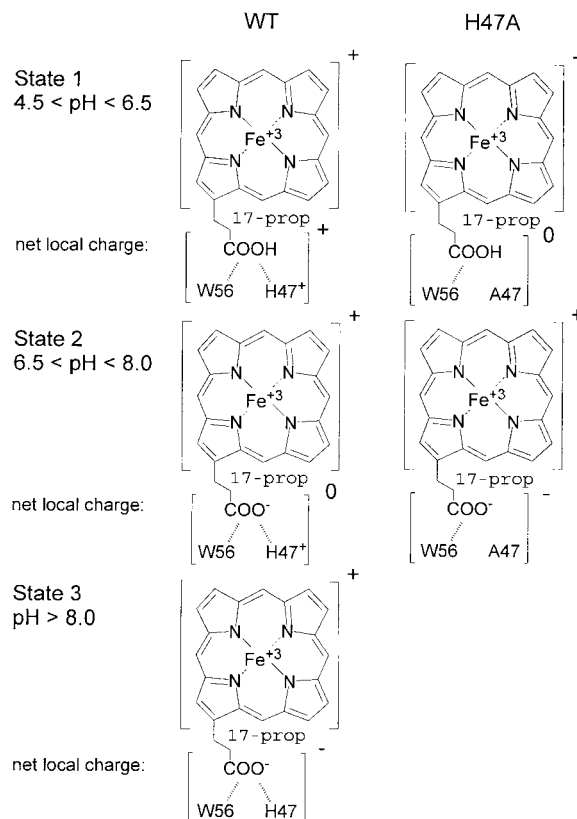 WT H47A
State 1
4.5 < pH < 6.5
+
N N
Fe+3
N N
17-prop
+
N N
Fe+3
N N
17-prop
net local charge:
COOH
W56 H47+
+
COOH
W56 A47
0
State 2
6.5 < pH < 8.0
+
N N
Fe+3
N N
17-prop
+
N N
Fe+3
N N
17-prop
net local charge:
COO-
W56 H47+
0
COO-
W56 A47
-
State 3
pH > 8.0
+
N N
Fe+3
N N
17-prop
net local charge:
COO-
W56 H47
-